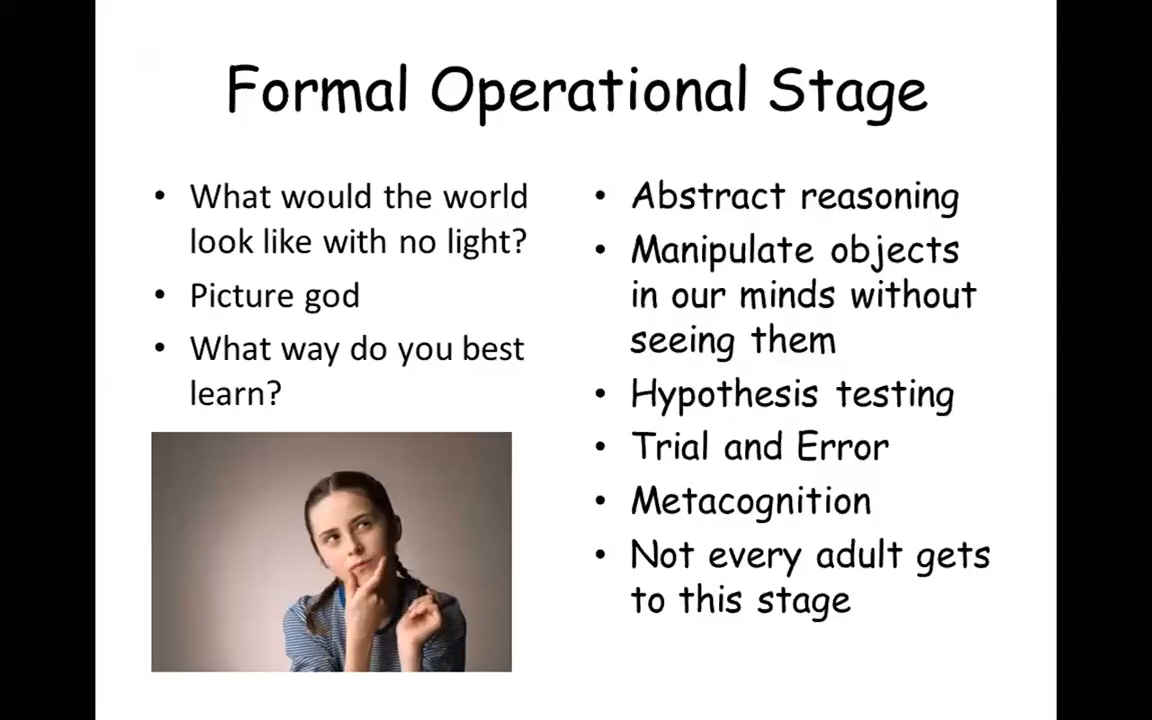 Formal Operational Stage
• What would the world
look like with no light?
• Picture god
• What way do you best
learn?
• Abstract reasoning
• Manipulate objects
in our minds without
seeing them
• Hypothesis testing
• Trial and Error
• Metacognition
• Not every adult gets
to this stage